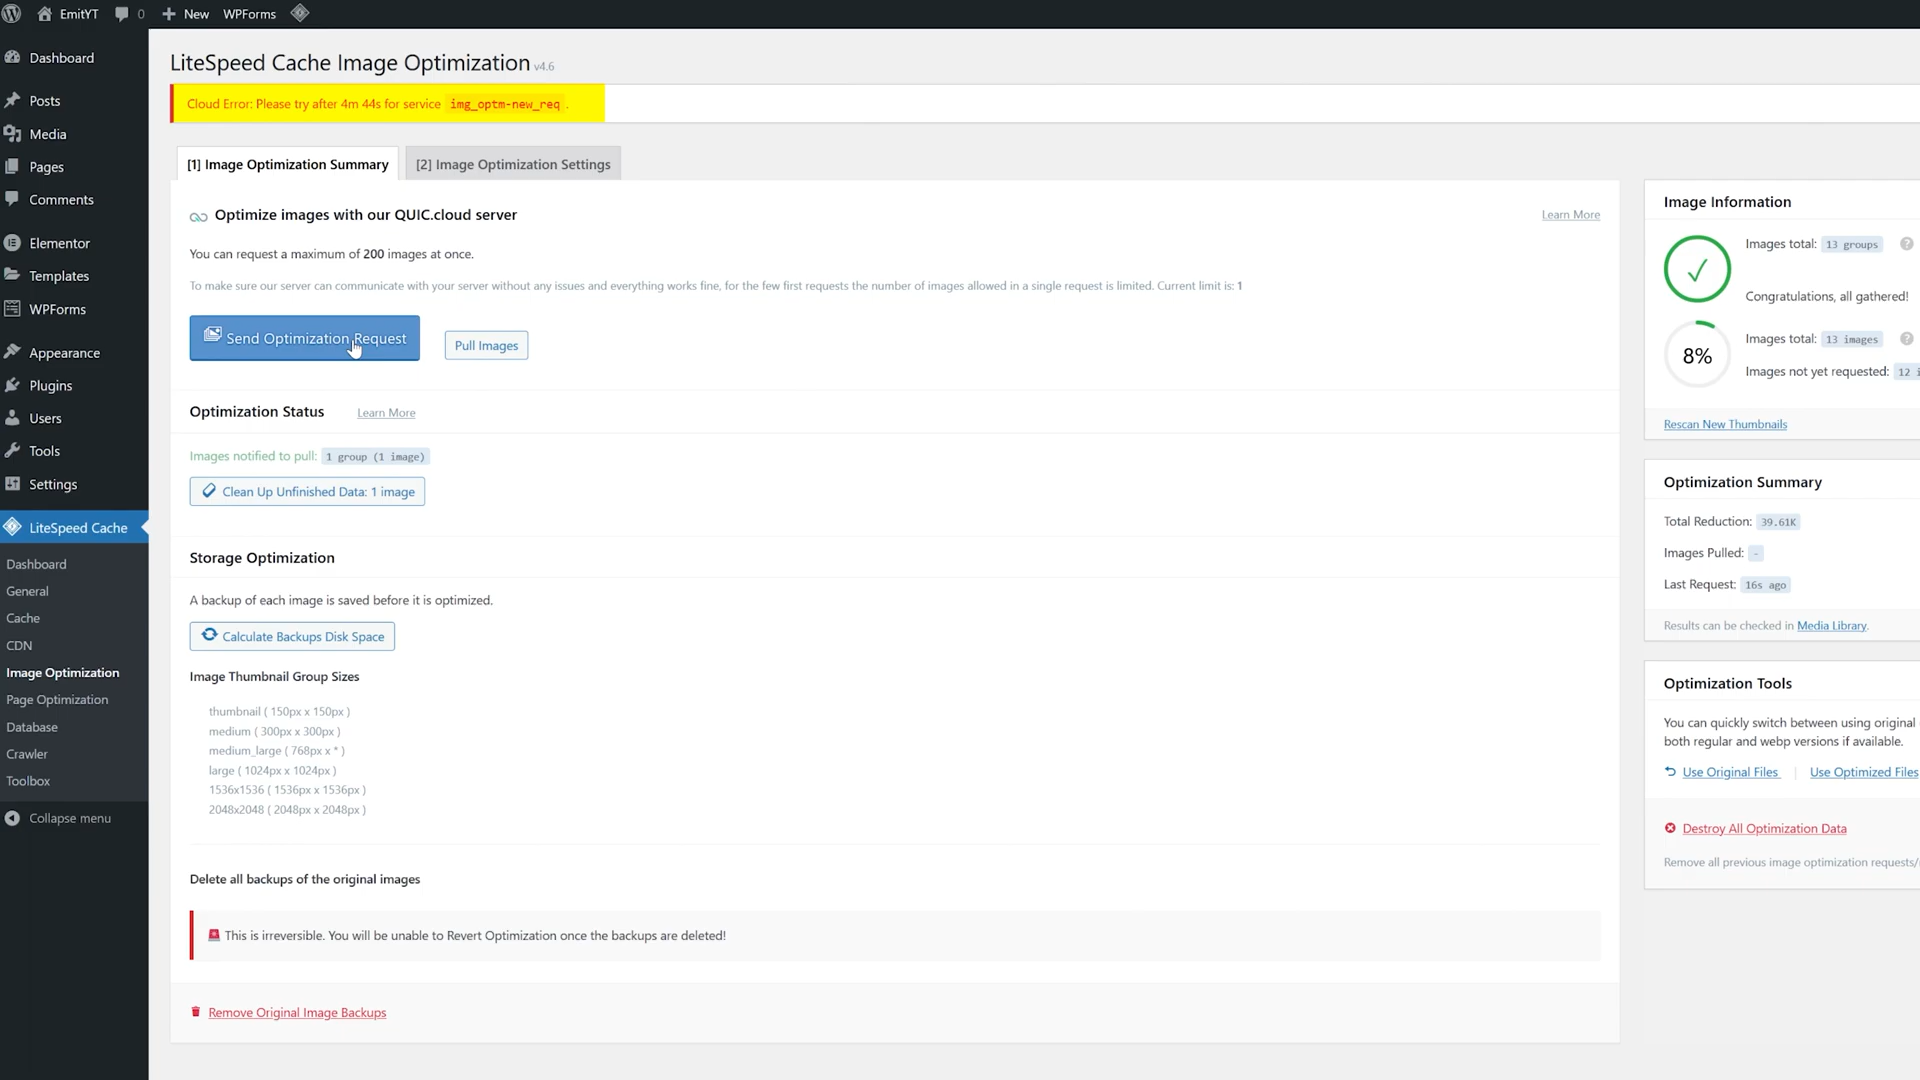 EmitYT 0 New WPForms
Dashboard
Posts
Media
Pages
Comments
Elementor
Templates
WPForms
Appearance
Plugins
Users
Tools
Settings
LiteSpeed Cache
Dashboard
General
Cache
CDN
Image Optimization
Page Optimization
Database
Crawler
Toolbox
Collapse menu
LiteSpeed Cache Image Optimization v4.6
Cloud Error: Please try after 4m 44s for service img_optm-new_req .
[1] Image Optimization Summary [2] Image Optimization Settings
Optimize images with our QUIC.cloud server Learn More
You can request a maximum of 200 images at once.
To make sure our server can communicate with your server without any issues and everything works fine, for the few first requests the number of images allowed in a single request is limited. Current limit is: 1
Send Optimization Request Pull Images
Optimization Status Learn More
Images notified to pull: 1 group (1 image)
Clean Up Unfinished Data: 1 image
Storage Optimization
A backup of each image is saved before it is optimized.
Calculate Backups Disk Space
Image Thumbnail Group Sizes
thumbnail ( 150px x 150px )
medium ( 300px x 300px )
medium_large ( 768px x * )
large ( 1024px x 1024px )
1536x1536 ( 1536px x 1536px )
2048x2048 ( 2048px x 2048px )
Delete all backups of the original images
This is irreversible. You will be unable to Revert Optimization once the backups are deleted!
Remove Original Image Backups
Image Information
Images total: 13 groups ?
Congratulations, all gathered!
8%
Images total: 13 images ?
Images not yet requested: 12 i
Rescan New Thumbnails
Optimization Summary
Total Reduction: 39.61K
Images Pulled: -
Last Request: 16s ago
Results can be checked in Media Library.
Optimization Tools
You can quickly switch between using original
both regular and webp versions if available.
Use Original Files | Use Optimized Files
Destroy All Optimization Data
Remove all previous image optimization requests/